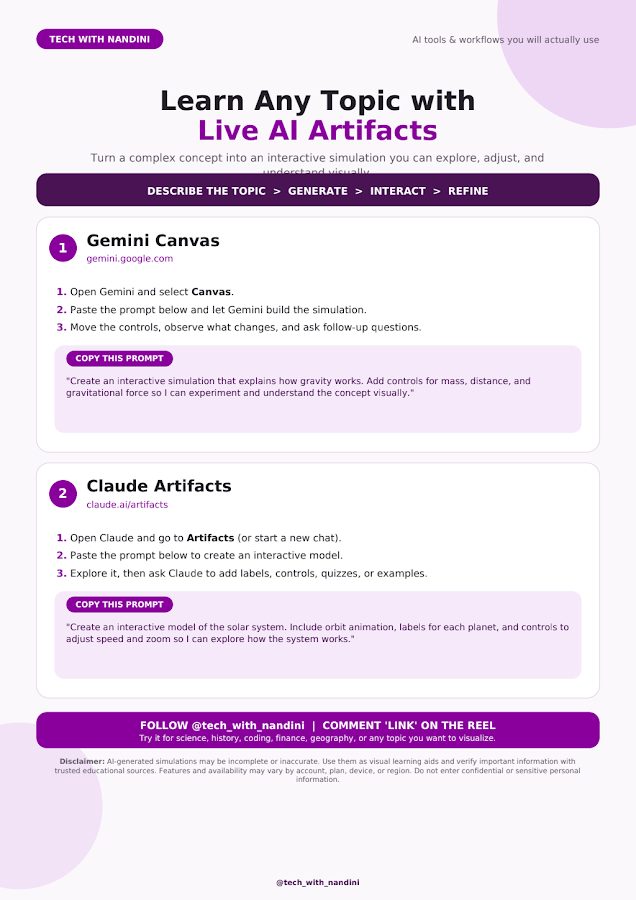 TECH WITH NANDINI
AI tools & workflows you will actually use
Learn Any Topic with
Live AI Artifacts
Turn a complex concept into an interactive simulation you can explore, adjust, and
understand visually.
DESCRIBE THE TOPIC > GENERATE > INTERACT > REFINE
1
Gemini Canvas
gemini.google.com
1. Open Gemini and select Canvas.
2. Paste the prompt below and let Gemini build the simulation.
3. Move the controls, observe what changes, and ask follow-up questions.
COPY THIS PROMPT
"Create an interactive simulation that explains how gravity works. Add controls for mass, distance, and
gravitational force so I can experiment and understand the concept visually."
2
Claude Artifacts
claude.ai/artifacts
1. Open Claude and go to Artifacts (or start a new chat).
2. Paste the prompt below to create an interactive model.
3. Explore it, then ask Claude to add labels, controls, quizzes, or examples.
COPY THIS PROMPT
"Create an interactive model of the solar system. Include orbit animation, labels for each planet, and controls to
adjust speed and zoom so I can explore how the system works."
FOLLOW @tech_with_nandini | COMMENT 'LINK' ON THE REEL
Try it for science, history, coding, finance, geography, or any topic you want to visualize.
Disclaimer: AI-generated simulations may be incomplete or inaccurate. Use them as visual learning aids and verify important information with
trusted educational sources. Features and availability may vary by account, plan, device, or region. Do not enter confidential or sensitive personal
information.
@tech_with_nandini